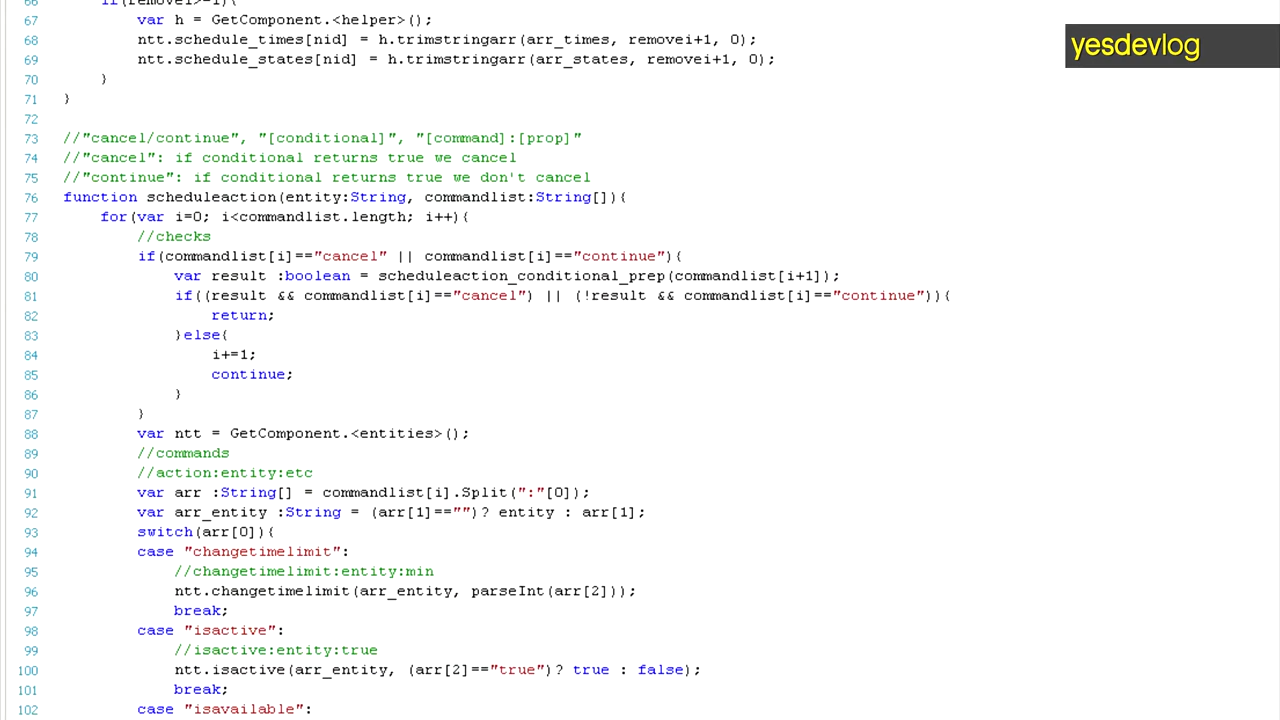 66 if(removei>-1){
67 var h = GetComponent.<helper>();
68 ntt.schedule_times[nid] = h.trimstringarr(arr_times, removei+1, 0);
69 ntt.schedule_states[nid] = h.trimstringarr(arr_states, removei+1, 0);
70 }
71 }
72
73 //"cancel/continue", "[conditional]", "[command]:[prop]"
74 //"cancel": if conditional returns true we cancel
75 //"continue": if conditional returns true we don't cancel
76 function scheduleaction(entity:String, commandlist:String[]){
77 for(var i=0; i<commandlist.length; i++){
78 //checks
79 if(commandlist[i]=="cancel" || commandlist[i]=="continue"){
80 var result :boolean = scheduleaction_conditional_prep(commandlist[i+1]);
81 if((result && commandlist[i]=="cancel") || (!result && commandlist[i]=="continue")){
82 return;
83 }else{
84 i+=1;
85 continue;
86 }
87 }
88 var ntt = GetComponent.<entities>();
89 //commands
90 //action:entity:etc
91 var arr :String[] = commandlist[i].Split(":"[0]);
92 var arr_entity :String = (arr[1]=="")? entity : arr[1];
93 switch(arr[0]){
94 case "changetimelimit":
95 //changetimelimit:entity:min
96 ntt.changetimelimit(arr_entity, parseInt(arr[2]));
97 break;
98 case "isactive":
99 //isactive:entity:true
100 ntt.isactive(arr_entity, (arr[2]=="true")? true : false);
101 break;
102 case "isavailable":
yesdevlog